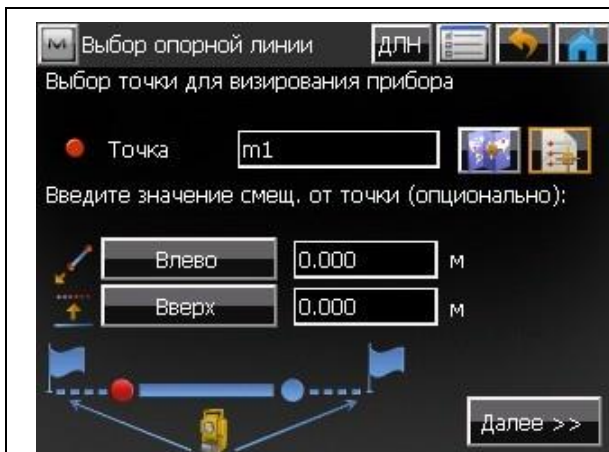 Выбор опорной линии ДЛН
Выбор точки для визирования прибора
Точка m1
Введите значение смещ. от точки (опционально):
Влево 0.000 м
Вверх 0.000 м
Далее >>